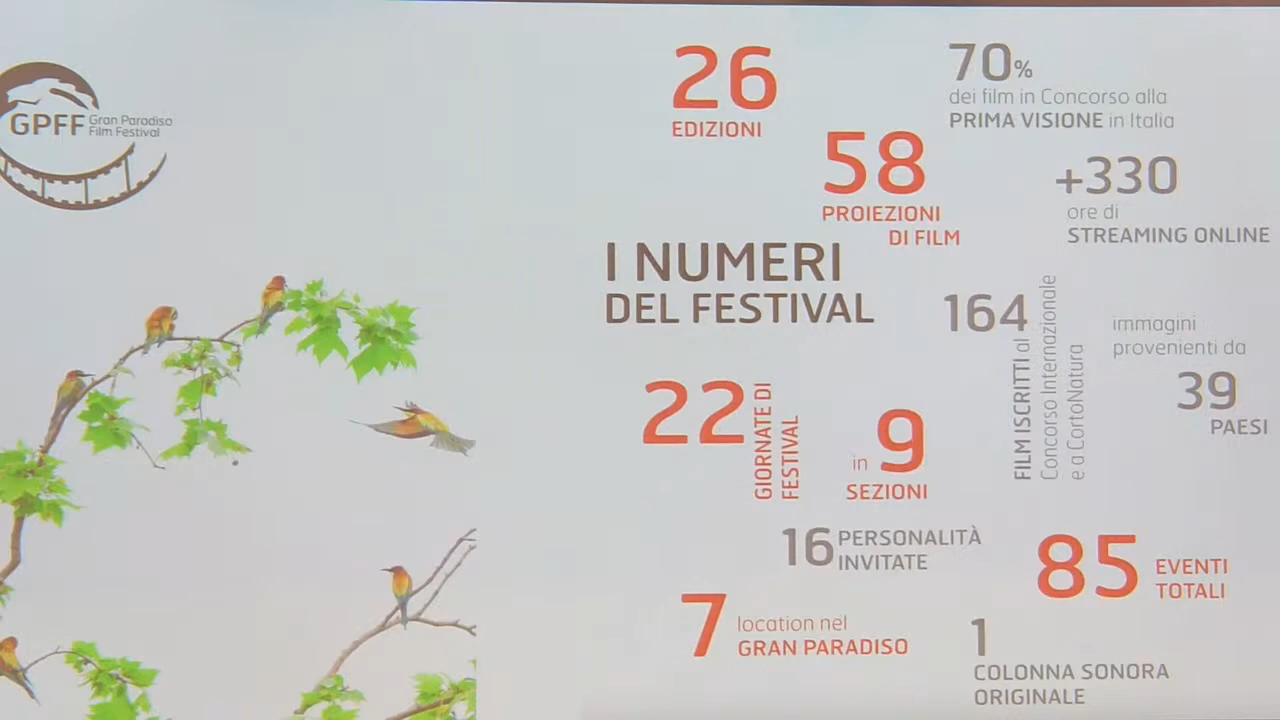 GPFF
Gran Paradiso
Film Festival
26
EDIZIONI
70%
dei film in Concorso alla
PRIMA VISIONE in Italia
58
PROIEZIONI
DI FILM
+330
ore di
STREAMING ONLINE
I NUMERI
DEL FESTIVAL
164
FILM ISCRITTI al
Concorso Internazionale
e a CortoNatura
immagini
provenienti da
39
PAESI
22
GIORNATE DI
FESTIVAL
in 9
SEZIONI
16
PERSONALITÀ
INVITATE
85
EVENTI
TOTALI
7
location nel
GRAN PARADISO
1
COLONNA SONORA
ORIGINALE